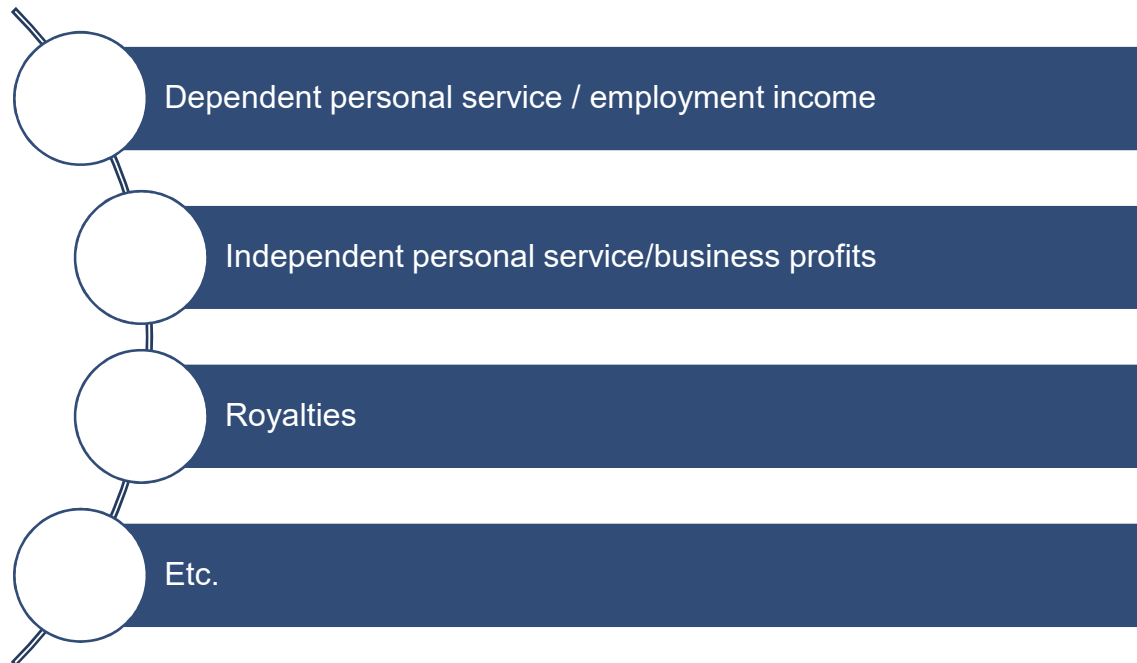 Dependent personal service / employment income
Independent personal service/business profits
Royalties
Etc.